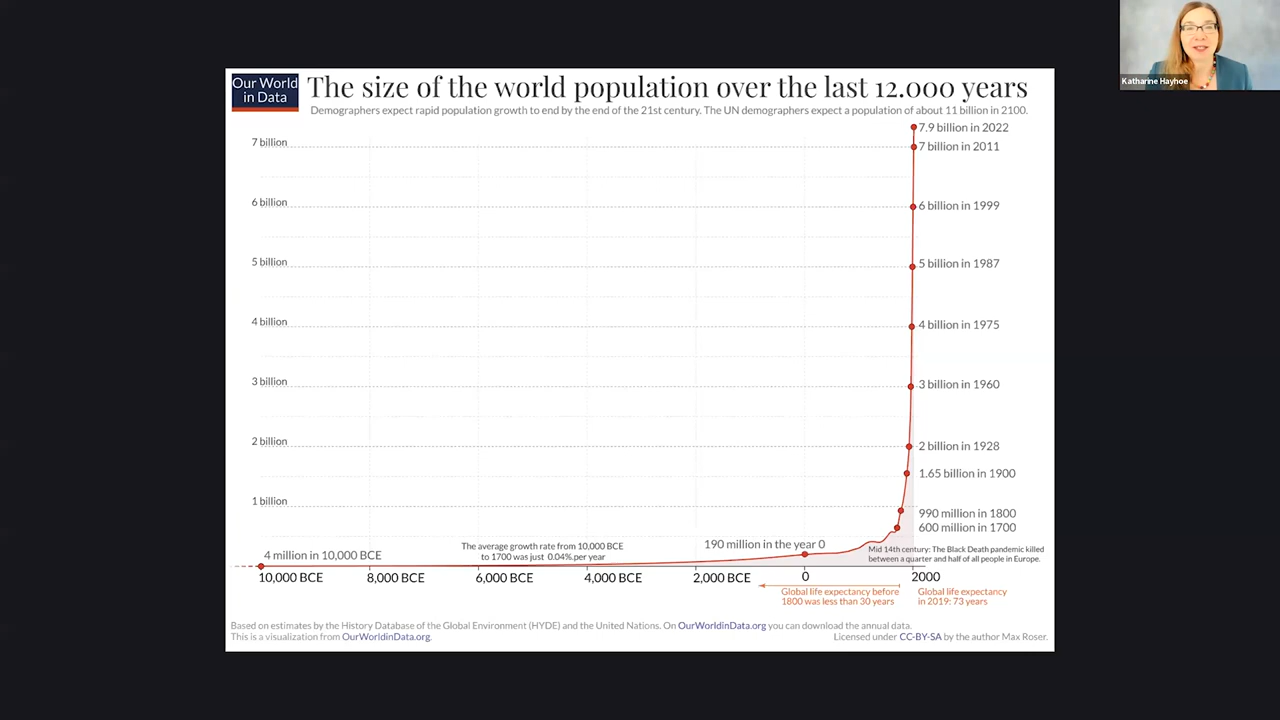 Katharine Hayhoe
Our World
in Data
The size of the world population over the last 12.000 years
Demographers expect rapid population growth to end by the end of the 21st century. The UN demographers expect a population of about 11 billion in 2100.
7.9 billion in 2022
7 billion
7 billion in 2011
6 billion
6 billion in 1999
5 billion
5 billion in 1987
4 billion
4 billion in 1975
3 billion
3 billion in 1960
2 billion
2 billion in 1928
1.65 billion in 1900
1 billion
990 million in 1800
600 million in 1700
4 million in 10,000 BCE
The average growth rate from 10,000 BCE
to 1700 was just 0.04% per year
190 million in the year 0
Mid 14th century: The Black Death pandemic killed
between a quarter and half of all people in Europe.
10,000 BCE 8,000 BCE 6,000 BCE 4,000 BCE 2,000 BCE 0 2000
Global life expectancy before
1800 was less than 30 years
Global life expectancy
in 2019: 73 years
Based on estimates by the History Database of the Global Environment (HYDE) and the United Nations. On OurWorldinData.org you can download the annual data.
This is a visualization from OurWorldinData.org.
Licensed under CC-BY-SA by the author Max Roser.